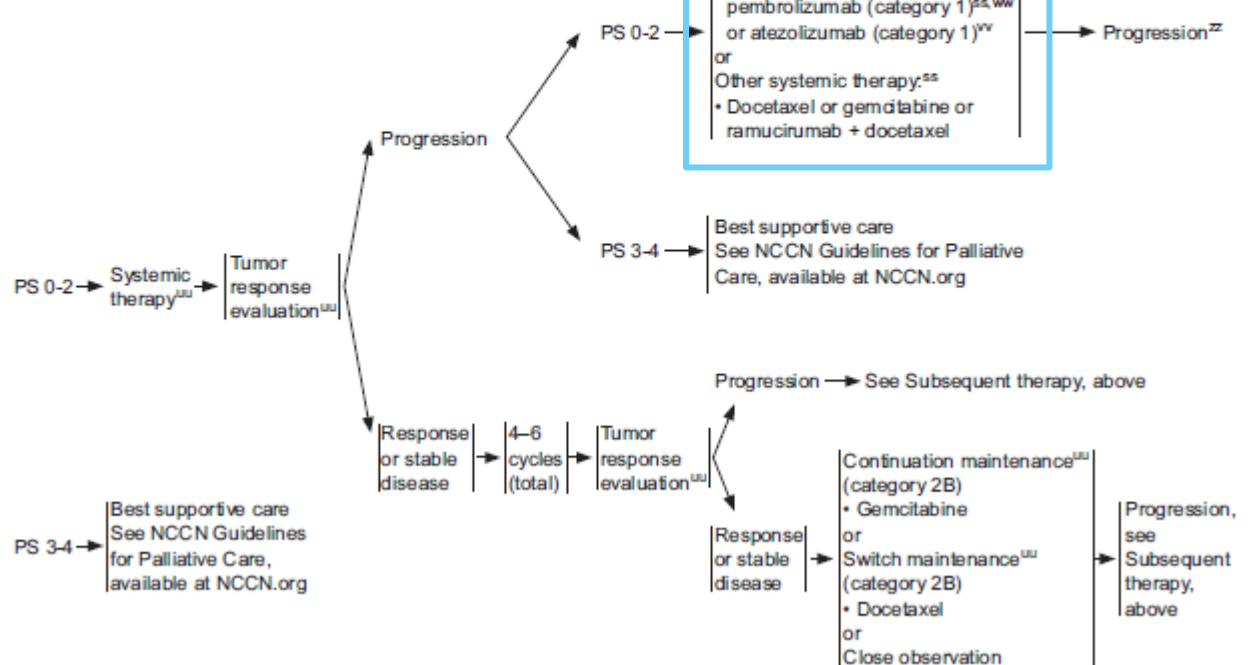 pembrolizumab (category 1)ss, ww
PS 0-2
or atezolizumab (category 1)vv
Progressionzz
or
Other systemic therapy:ss
• Docetaxel or gemcitabine or
ramucirumab + docetaxel
Progression
PS 3-4
Best supportive care
See NCCN Guidelines for Palliative
Care, available at NCCN.org
PS 0-2
Systemic
therapyuu
Tumor
response
evaluationuu
Progression
See Subsequent therapy, above
Response
or stable
disease
4–6
cycles
(total)
Tumor
response
evaluationuu
Response
or stable
disease
Continuation maintenanceuu
(category 2B)
• Gemcitabine
or
Switch maintenanceuu
(category 2B)
• Docetaxel
or
Close observation
Progression,
see
Subsequent
therapy,
above
PS 3-4
Best supportive care
See NCCN Guidelines
for Palliative Care,
available at NCCN.org